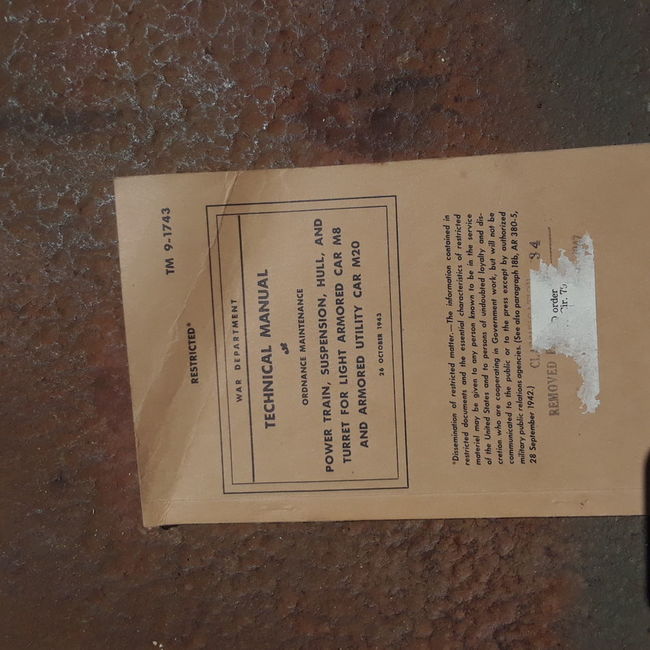 TM 9-1743
RESTRICTED*
WAR DEPARTMENT
TECHNICAL MANUAL
ORDNANCE MAINTENANCE
POWER TRAIN, SUSPENSION, HULL, AND
TURRET FOR LIGHT ARMORED CAR M8
AND ARMORED UTILITY CAR M20
26 OCTOBER 1943
*Dissemination of restricted matter.—The information contained in
restricted documents and the essential characteristics of restricted
materiel may be given to any person known to be in the service
of the United States and to persons of undoubted loyalty and dis-
cretion who are cooperating in Government work, but will not be
communicated to the public or to the press except by authorized
military public relations agencies. (See also paragraph 18b, AR 380-5,
28 September 1942.)
REMOVED
order